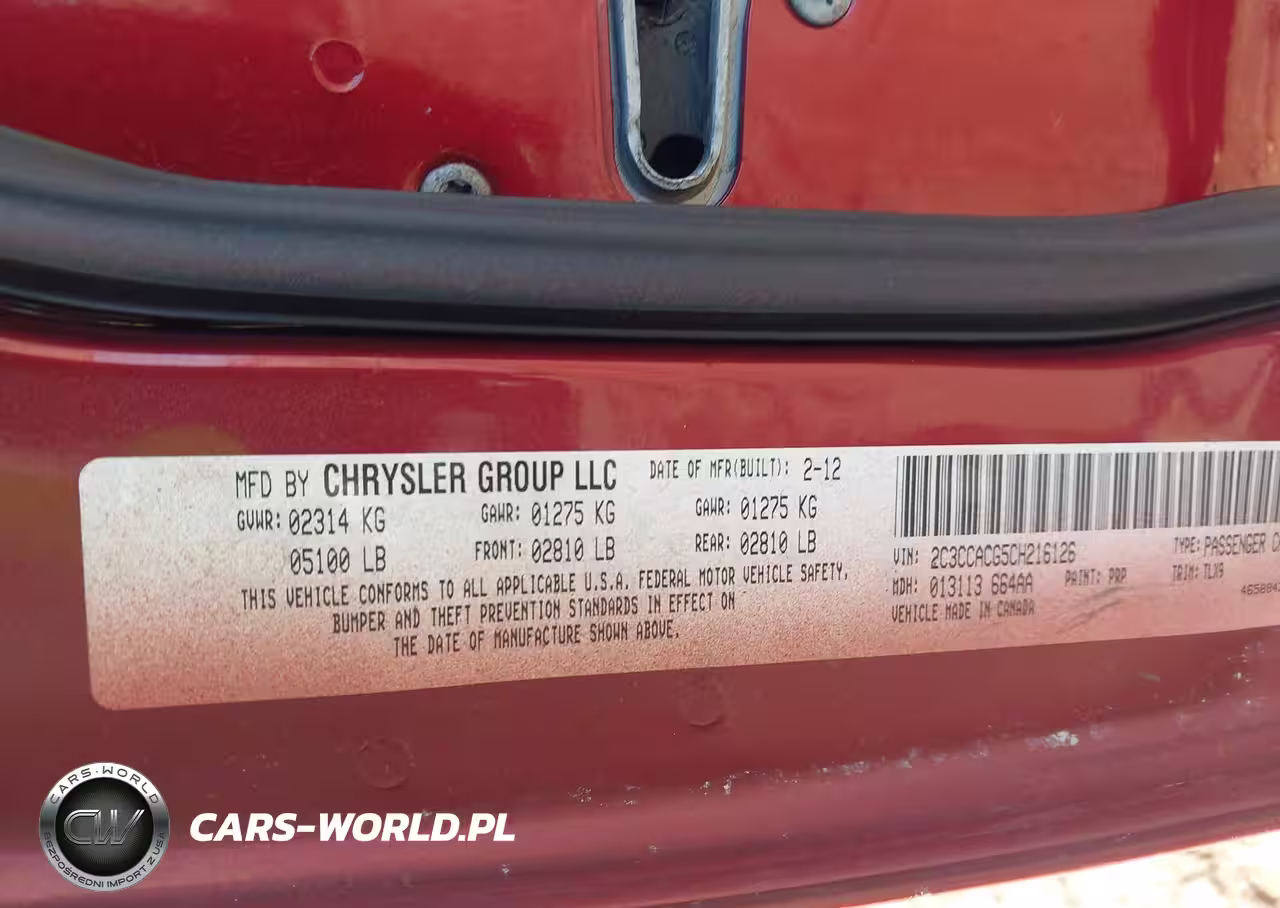 MFD BY CHRYSLER GROUP LLC
DATE OF MFR(BUILT): 2-12
GVWR: 02314 KG
GAWR: 01275 KG
GAWR: 01275 KG
05100 LB
FRONT: 02810 LB
REAR: 02810 LB
THIS VEHICLE CONFORMS TO ALL APPLICABLE U.S.A. FEDERAL MOTOR VEHICLE SAFETY,
BUMPER AND THEFT PREVENTION STANDARDS IN EFFECT ON
THE DATE OF MANUFACTURE SHOWN ABOVE.
VIN: 2C3CCACG5CH216126
TYPE: PASSENGER
MDH: 013113 664AA
PAINT: PRP
TRIM: TLX9
VEHICLE MADE IN CANADA
CARS-WORLD
CW
BEZPOŚREDNI IMPORT Z USA
CARS-WORLD.PL